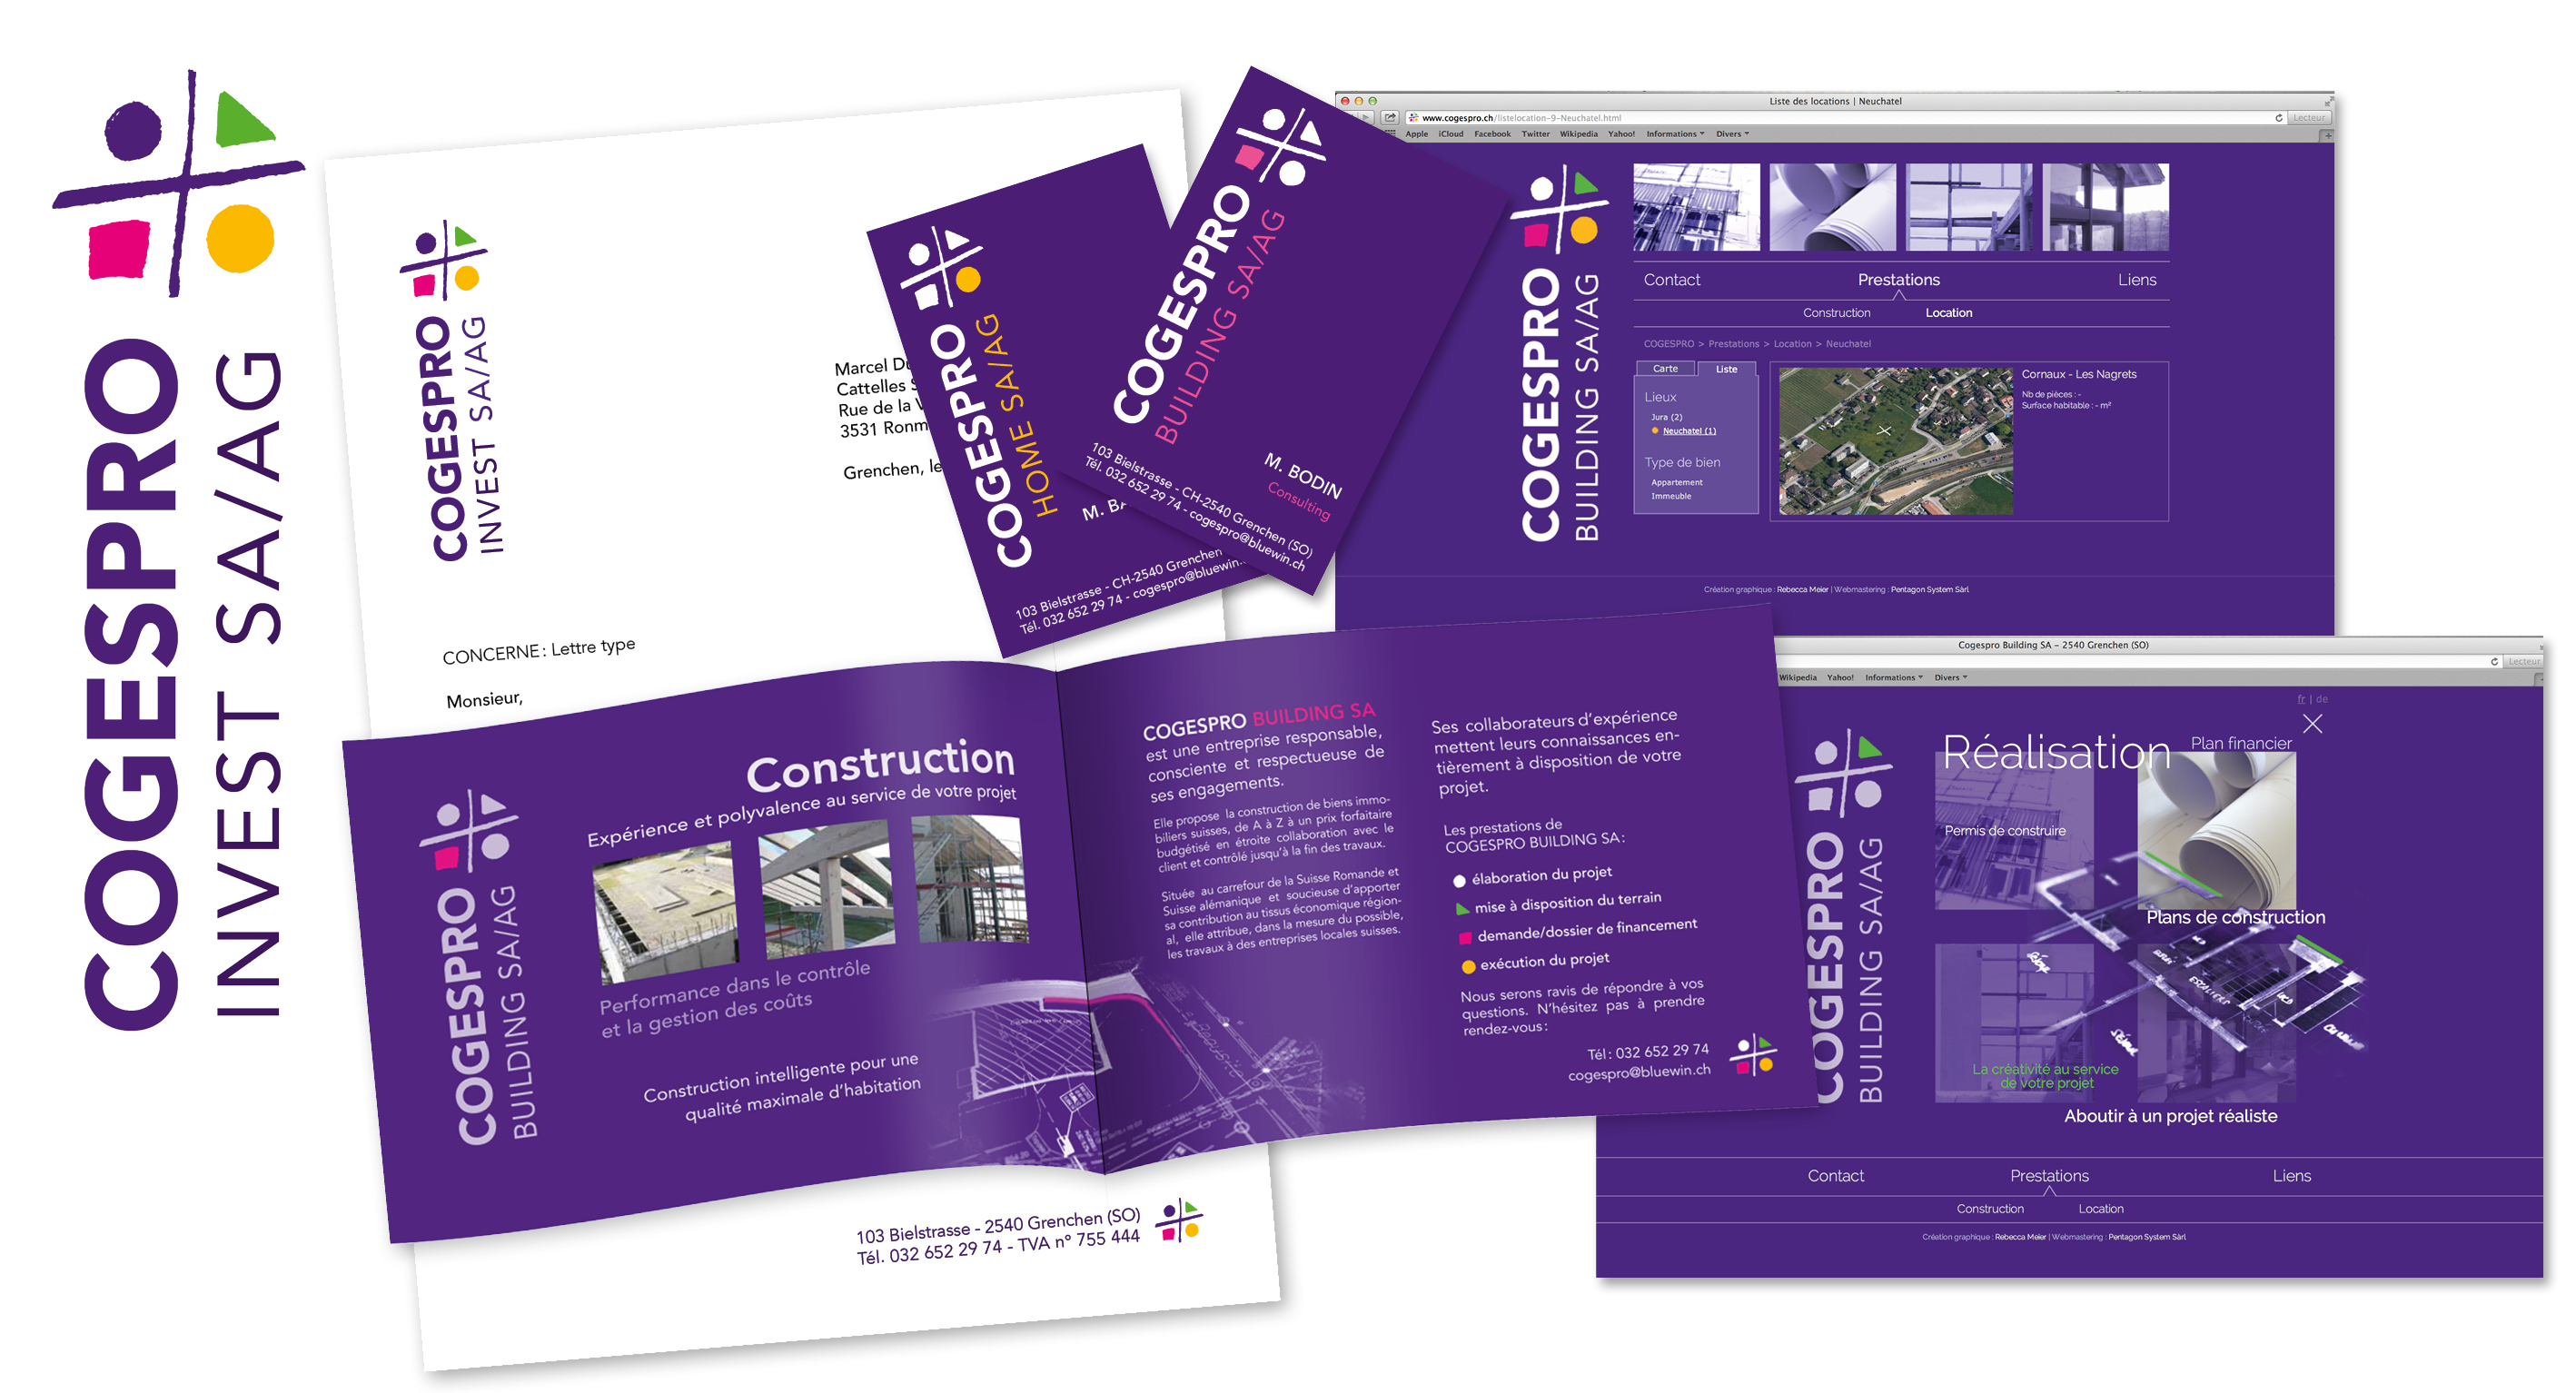 COGESPRO
INVEST SA/AG
COGESPRO
INVEST SA/AG
Marcel
Cattelles
Rue de la
3531
Grenchen, le
CONCERNE : Lettre type
Monsieur,
103 Bielstrasse - 2540 Grenchen (SO)
Tél. 032 652 29 74 - TVA n° 755 444
COGESPRO
HOME SA/AG
M.
103 Bielstrasse - CH-2540 Grenchen
Tél. 032 652 29 74 - cogespro@bluewin.
COGESPRO
BUILDING SA/AG
M. BODIN
Consulting
103 Bielstrasse - CH-2540 Grenchen (SO)
Tél. 032 652 29 74 - cogespro@bluewin.ch
COGESPRO
BUILDING SA/AG
Construction
Expérience et polyvalence au service de votre projet
Performance dans le contrôle
et la gestion des coûts
Construction intelligente pour une
qualité maximale d'habitation
COGESPRO BUILDING SA
est une entreprise responsable,
consciente et respectueuse de
ses engagements.
Elle propose la construction de biens immo-
biliers suisses, de A à Z à un prix forfaitaire
budgétisé en étroite collaboration avec le
client et contrôlé jusqu'à la fin des travaux.
Située au carrefour de la Suisse Romande et
Suisse alémanique et soucieuse d'apporter
sa contribution au tissus économique région-
al, elle attribue, dans la mesure du possible,
les travaux à des entreprises locales suisses.
Ses collaborateurs d'expérience
mettent leurs connaissances en-
tièrement à disposition de votre
projet.
Les prestations de
COGESPRO BUILDING SA :
élaboration du projet
mise à disposition du terrain
demande/dossier de financement
exécution du projet
Nous serons ravis de répondre à vos
questions. N'hésitez pas à prendre
rendez-vous :
Tél : 032 652 29 74
cogespro@bluewin.ch
Liste des locations | Neuchatel
www.cogespro.ch/listelocation-9-Neuchatel.html
Lecteur
Apple iCloud Facebook Twitter Wikipedia Yahoo! Informations Divers
COGESPRO
BUILDING SA/AG
Contact Prestations Liens
Construction Location
COGESPRO > Prestations > Location > Neuchatel
Carte Liste
Lieux
Jura (2)
Neuchatel (1)
Type de bien
Appartement
Immeuble
Cornaux - Les Nagrets
Nb de pièces : -
Surface habitable : - m²
Création graphique : Rebecca Meier | Webmastering : Pentagon System Sàrl
Cogespro Building SA – 2540 Grenchen (SO)
Lecteur
Wikipedia Yahoo! Informations Divers
fr | de
COGESPRO
BUILDING SA/AG
Réalisation
Plan financier
Permis de construire
Plans de construction
ESCALIERS
La créativité au service
de votre projet
Aboutir à un projet réaliste
Contact Prestations Liens
Construction Location
Création graphique : Rebecca Meier | Webmastering : Pentagon System Sàrl